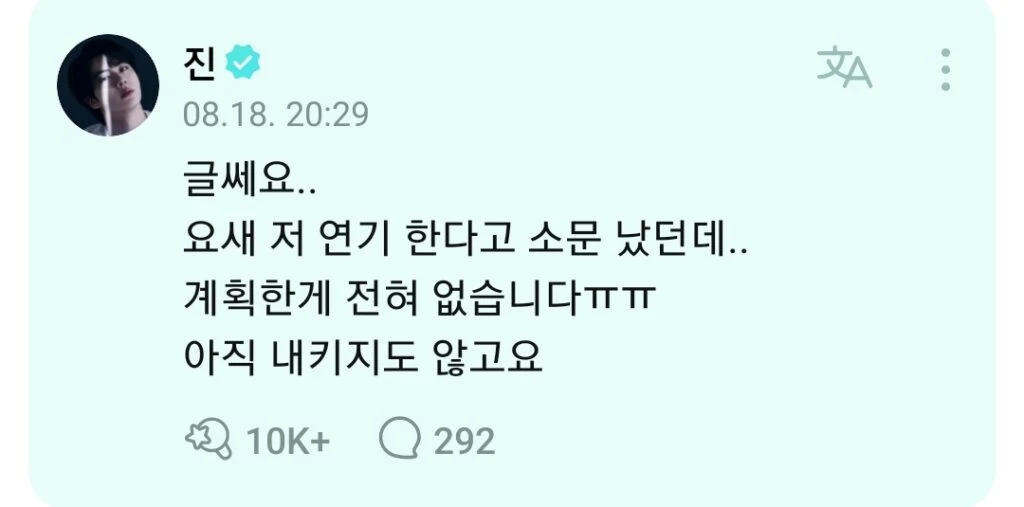 진
08.18. 20:29
글쎄요..
요새 저 연기 한다고 소문 났던데..
계획한게 전혀 없습니다ㅠㅠ
아직 내키지도 않고요
10K+ 292